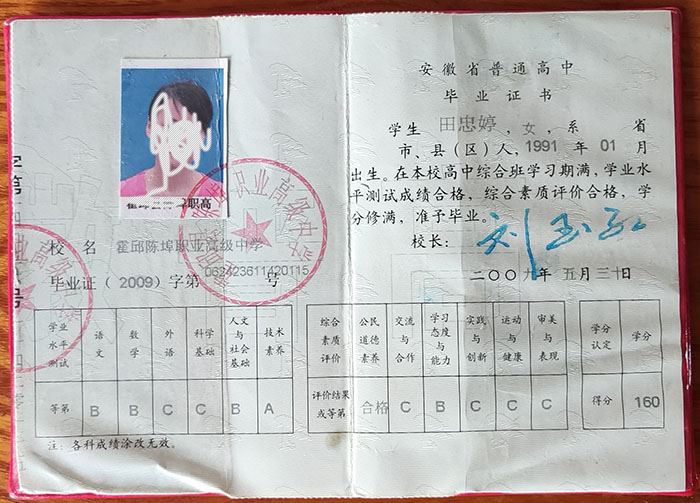 安徽省普通高中
毕业证书
学生 田忠婷，女，系 省
市、县（区）人，1991 年 01 月
出生。在本校高中综合班学习期满，学业水
平测试成绩合格，综合素质评价合格，学
分修满，准予毕业。
校长：
二〇〇九年 五月 三十日
职高
校 名 霍邱陈埠职业高级中学
毕业证（2009）字第 062423611420115 号
学业水平测试 语文 数学 外语 科学基础 人文与社会基础 技术素养
等第 B B C C B A
综合素质评价 公民道德素养 交流与合作 学习态度与能力 实践与创新 运动与健康 审美与表现
评价结果或等第 合格 C B C C C
学分认定 学分
得分 160
注：各科成绩涂改无效。